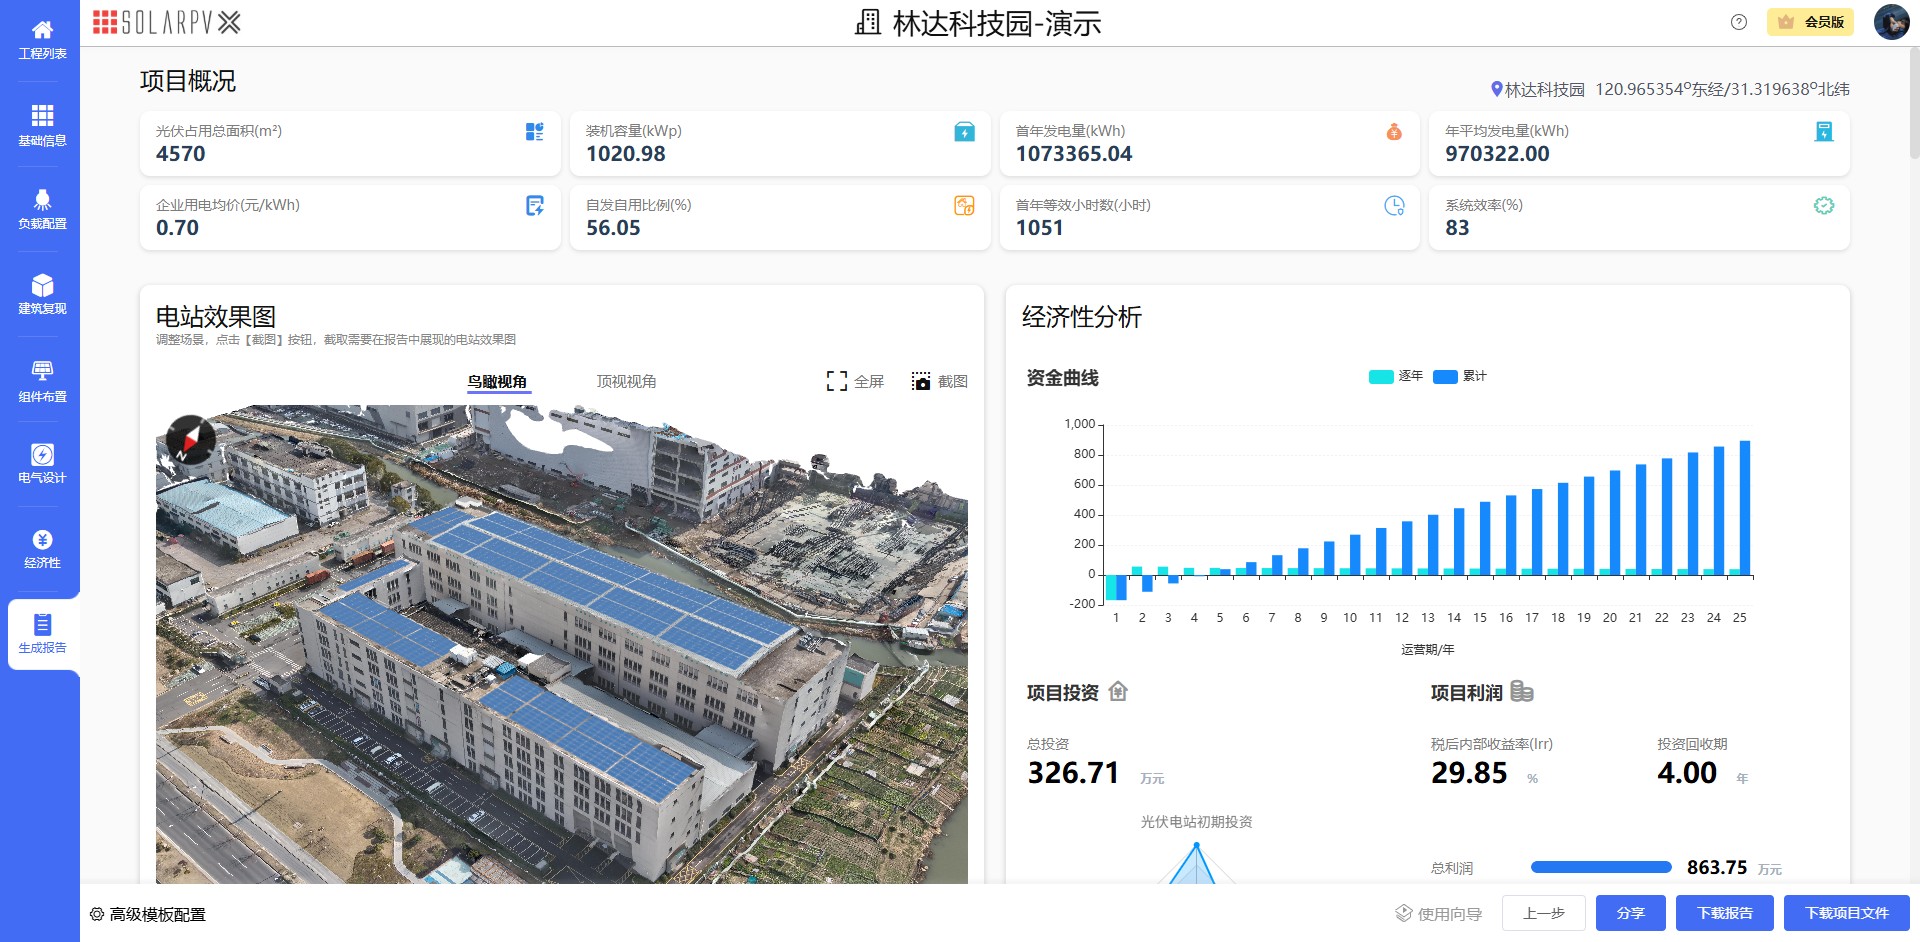 工程列表
基础信息
负载配置
建筑复现
组件布置
电气设计
经济性
生成报告
SOLARPV
林达科技园-演示
会员版
项目概况
林达科技园 120.965354°东经/31.319638°北纬
光伏占用总面积(m²)
4570
装机容量(kWp)
1020.98
首年发电量(kWh)
1073365.04
年平均发电量(kWh)
970322.00
企业用电均价(元/kWh)
0.70
自发自用比例(%)
56.05
首年等效小时数(小时)
1051
系统效率(%)
83
电站效果图
调整场景，点击【截图】按钮，截取需要在报告中展现的电站效果图
鸟瞰视角 顶视视角 全屏 截图
N
经济性分析
资金曲线
逐年 累计
1,000
800
600
400
200
0
-200
1 2 3 4 5 6 7 8 9 10 11 12 13 14 15 16 17 18 19 20 21 22 23 24 25
运营期/年
项目投资
总投资
326.71 万元
光伏电站初期投资
项目利润
税后内部收益率(Irr)
29.85 %
投资回收期
4.00 年
总利润 863.75 万元
高级模板配置
使用向导 上一步 分享 下载报告 下载项目文件